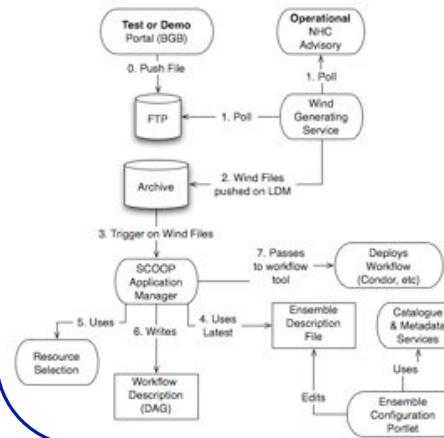 Test or Demo
Portal (BGB)
Operational
NHC
Advisory
0. Push File
1. Poll
FTP
1. Poll
Wind
Generating
Service
2. Wind Files
pushed on LDM
Archive
3. Trigger on Wind Files
7. Passes
to workflow
tool
Deploys
Workflow
(Condor, etc)
SCOOP
Application
Manager
5. Uses
6. Writes
4. Uses
Latest
Ensemble
Description
File
Catalogue
& Metadata
Services
Resource
Selection
Workflow
Description
(DAG)
Edits
Uses
Ensemble
Configuration
Portlet